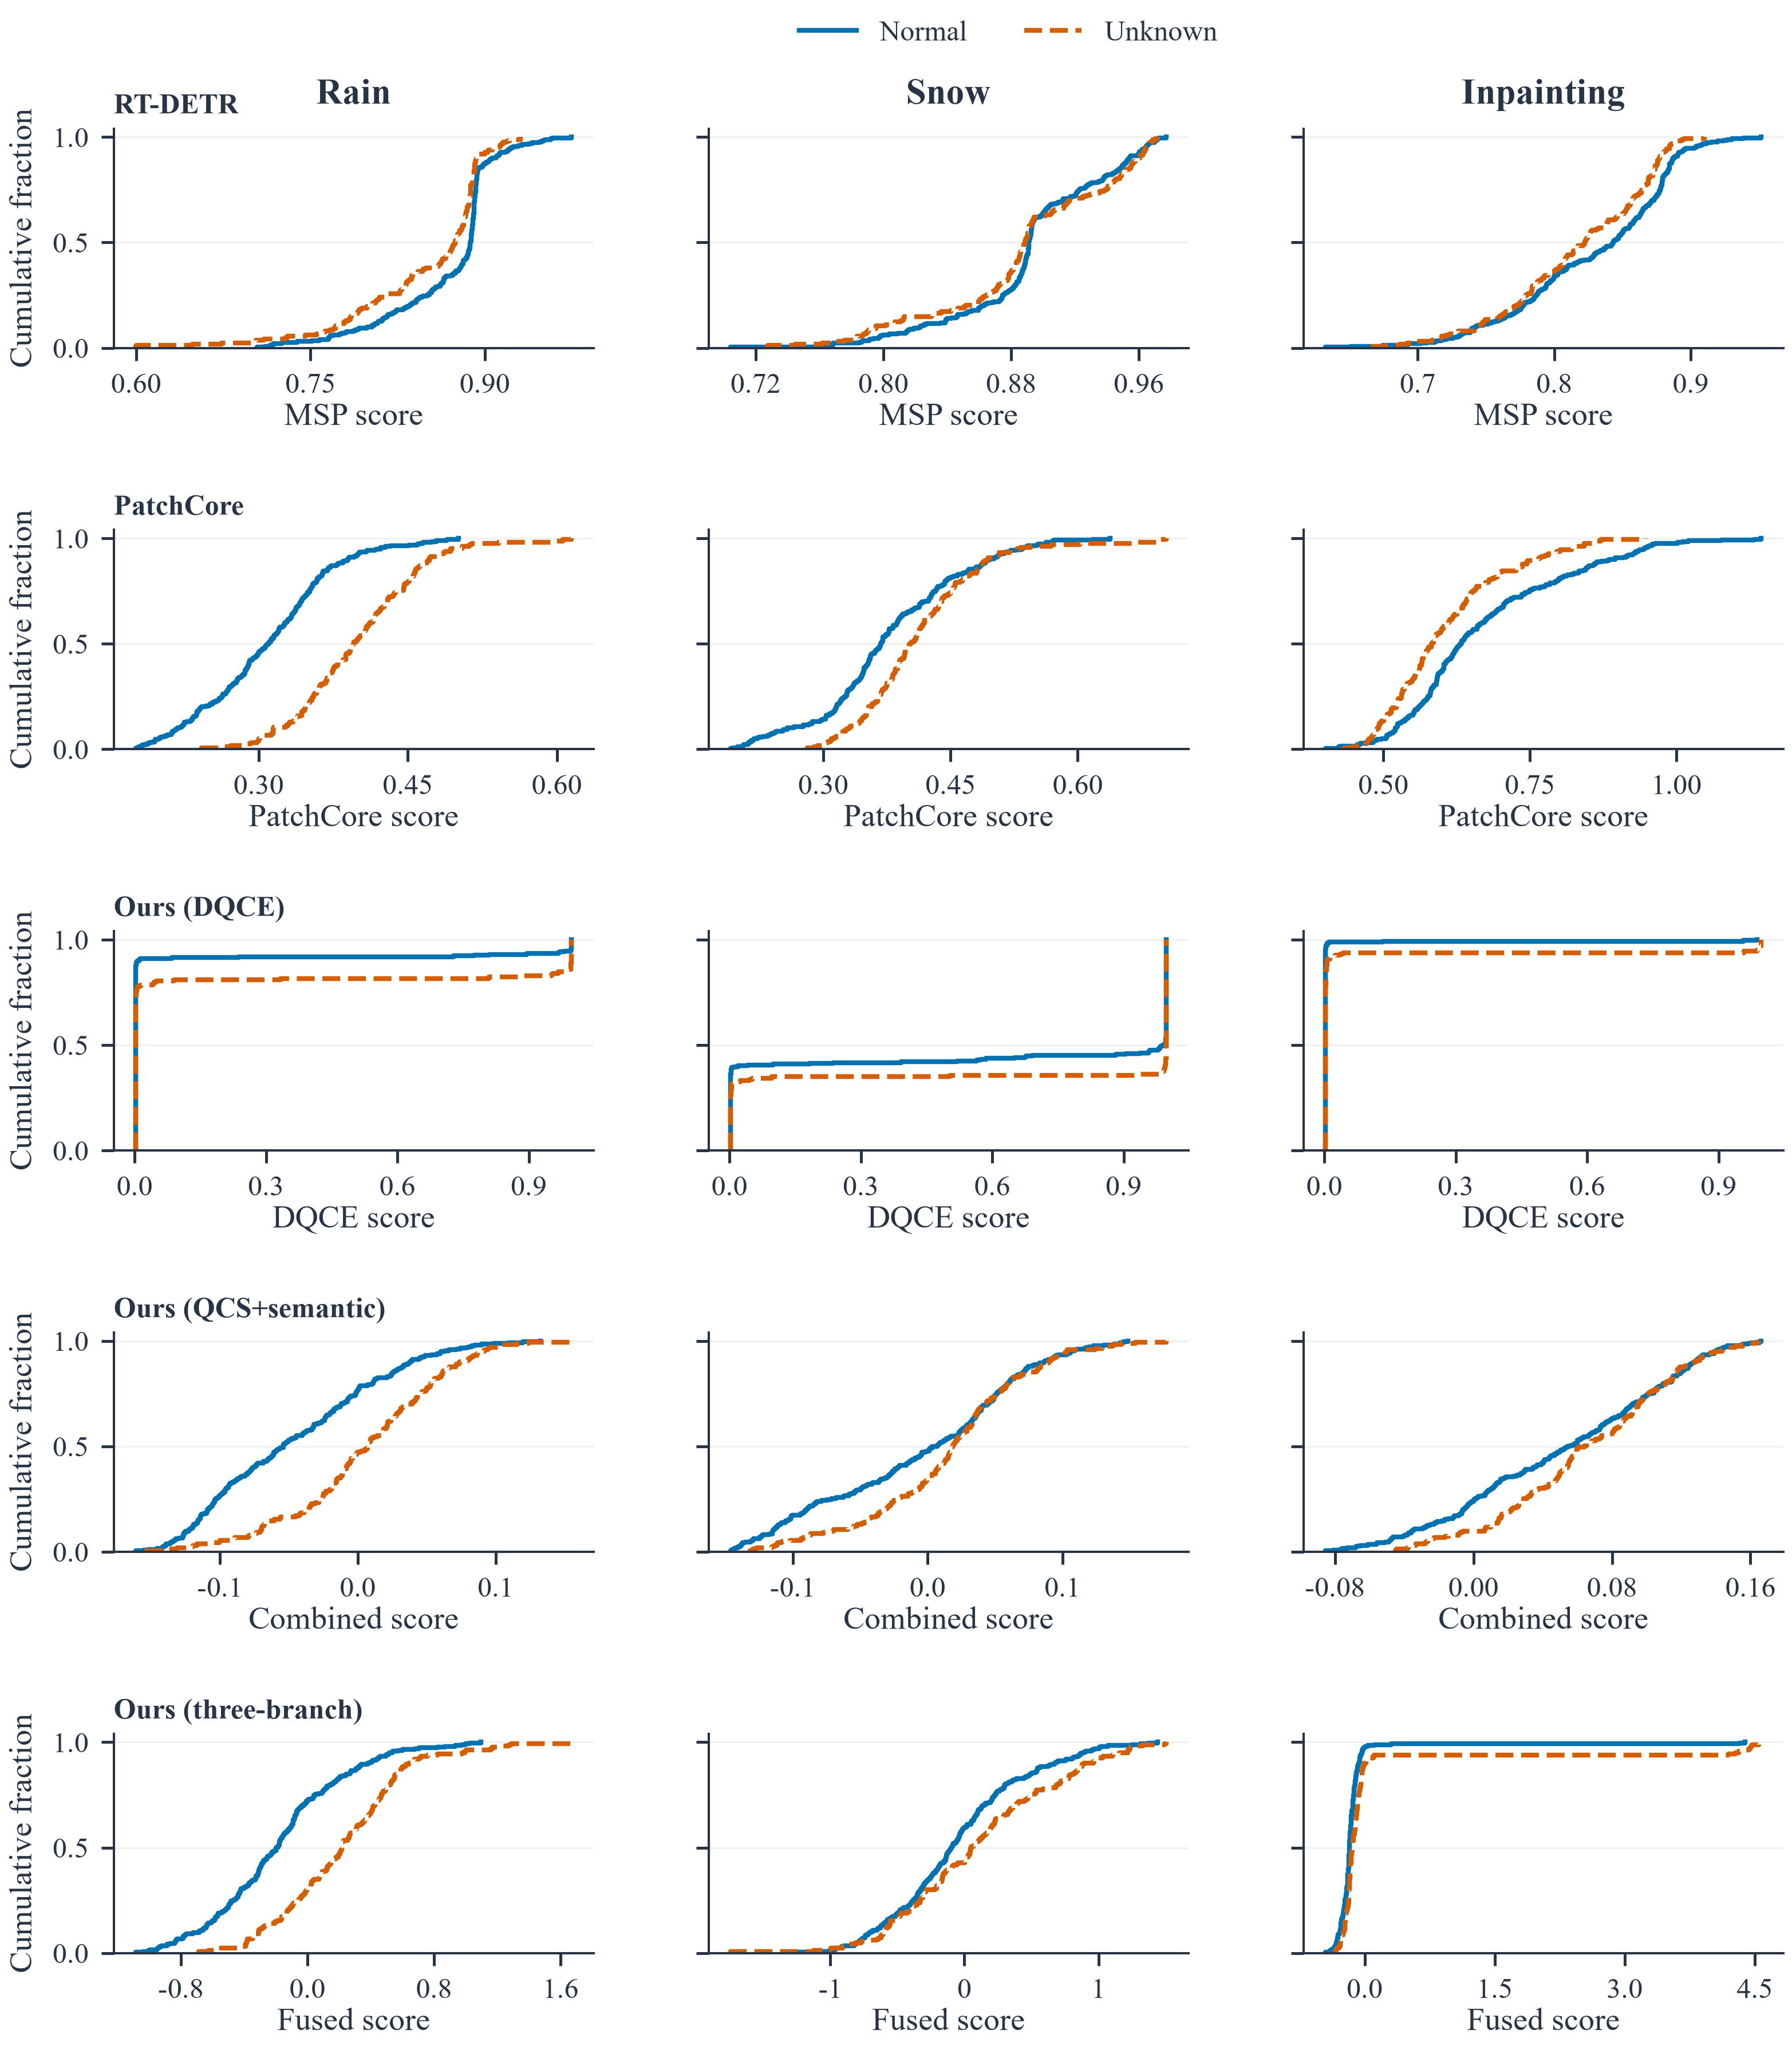 Normal Unknown
Rain Snow Inpainting
RT-DETR
Cumulative fraction
1.0
0.5
0.0
0.60 0.75 0.90
MSP score
0.72 0.80 0.88 0.96
MSP score
0.7 0.8 0.9
MSP score
PatchCore
Cumulative fraction
1.0
0.5
0.0
0.30 0.45 0.60
PatchCore score
0.30 0.45 0.60
PatchCore score
0.50 0.75 1.00
PatchCore score
Ours (DQCE)
Cumulative fraction
1.0
0.5
0.0
0.0 0.3 0.6 0.9
DQCE score
0.0 0.3 0.6 0.9
DQCE score
0.0 0.3 0.6 0.9
DQCE score
Ours (QCS+semantic)
Cumulative fraction
1.0
0.5
0.0
-0.1 0.0 0.1
Combined score
-0.1 0.0 0.1
Combined score
-0.08 0.00 0.08 0.16
Combined score
Ours (three-branch)
Cumulative fraction
1.0
0.5
0.0
-0.8 0.0 0.8 1.6
Fused score
-1 0 1
Fused score
0.0 1.5 3.0 4.5
Fused score